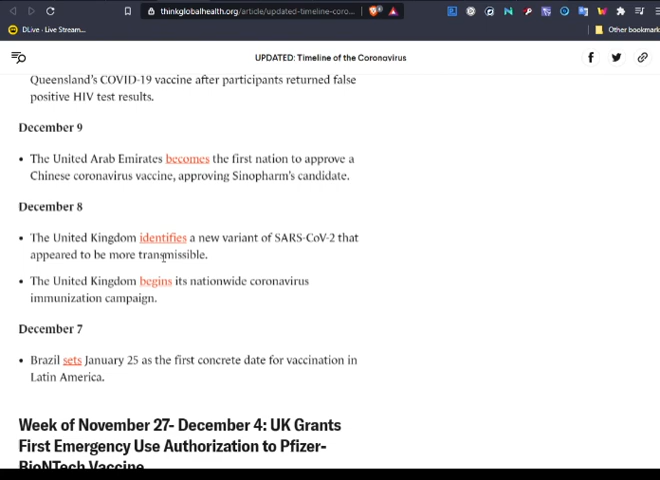 thinkglobalhealth.org/article/updated-timeline-coro...
DLive - Live Stream...
Other bookmark
UPDATED: Timeline of the Coronavirus
Queensland's COVID-19 vaccine after participants returned false
positive HIV test results.
December 9
• The United Arab Emirates becomes the first nation to approve a
Chinese coronavirus vaccine, approving Sinopharm's candidate.
December 8
• The United Kingdom identifies a new variant of SARS-CoV-2 that
appeared to be more transmissible.
• The United Kingdom begins its nationwide coronavirus
immunization campaign.
December 7
• Brazil sets January 25 as the first concrete date for vaccination in
Latin America.
Week of November 27- December 4: UK Grants
First Emergency Use Authorization to Pfizer-
BioNTech Vaccine